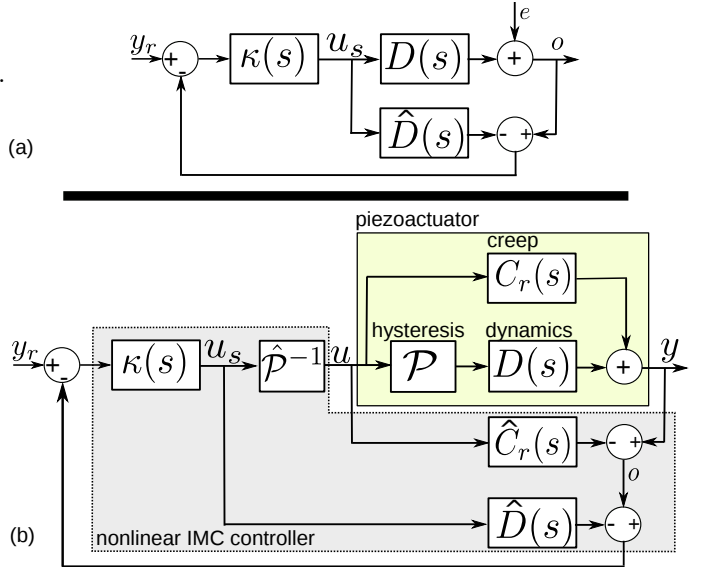 e
y_r + - κ(s) u_s D(s) + o
.
D̂(s) - +
(a)
piezoactuator
creep
C_r(s)
hysteresis dynamics
y_r + - κ(s) u_s 𝒫̂⁻¹ u 𝒫 D(s) + y
Ĉ_r(s) - +
o
D̂(s) - +
(b) nonlinear IMC controller